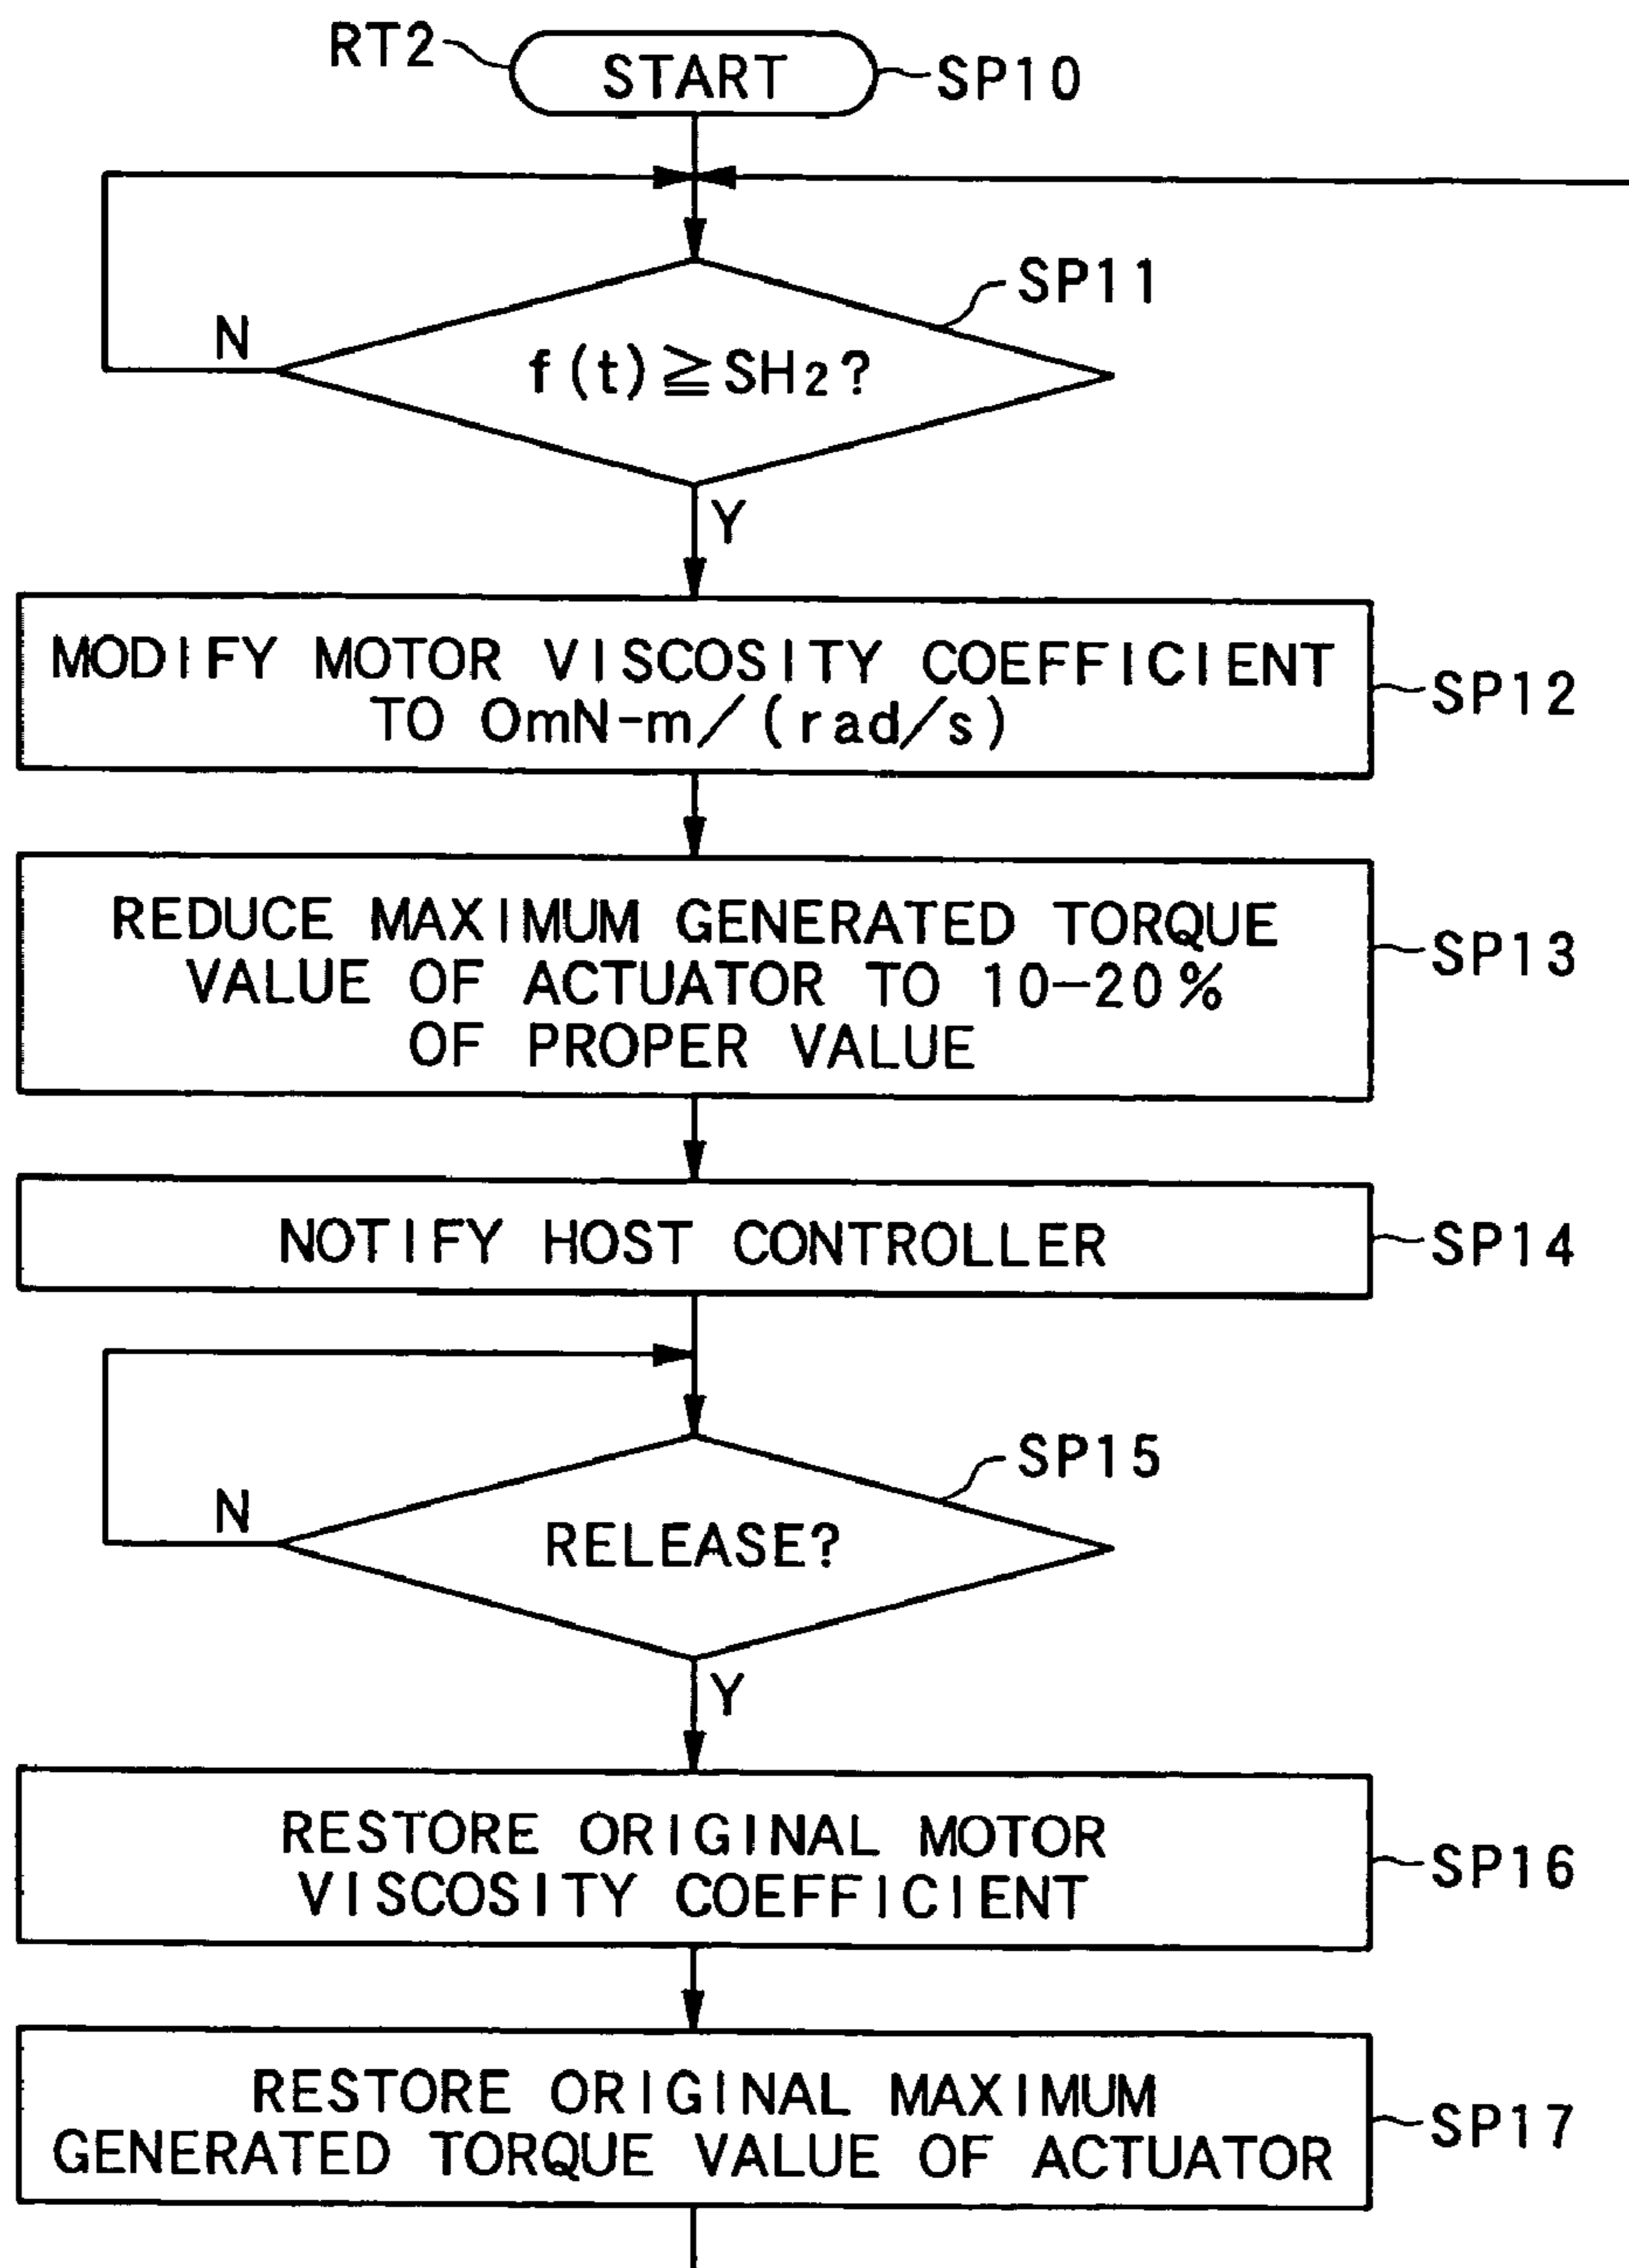 RT2
START
SP10
SP11
N
f(t)≧SH2?
Y
MODIFY MOTOR VISCOSITY COEFFICIENT
TO 0mN-m/(rad/s)
SP12
REDUCE MAXIMUM GENERATED TORQUE
VALUE OF ACTUATOR TO 10-20%
OF PROPER VALUE
SP13
NOTIFY HOST CONTROLLER
SP14
SP15
N
RELEASE?
Y
RESTORE ORIGINAL MOTOR
VISCOSITY COEFFICIENT
SP16
RESTORE ORIGINAL MAXIMUM
GENERATED TORQUE VALUE OF ACTUATOR
SP17